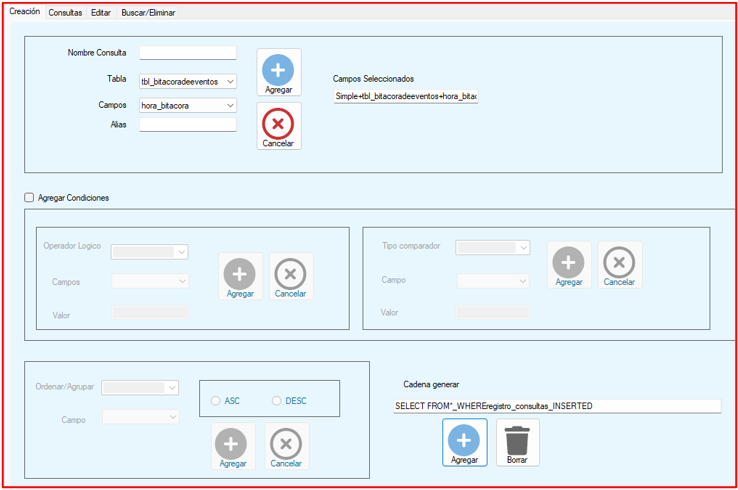 Creación Consultas Editar Buscar/Eliminar
Nombre Consulta
Tabla tbl_bitacoradeeventos
Campos hora_bitacora
Alias
Agregar
Cancelar
Campos Seleccionados
Simple+tbl_bitacoradeeventos+hora_bitac
Agregar Condiciones
Operador Logico
Campos
Valor
Agregar Cancelar
Tipo comparador
Campo
Valor
Agregar Cancelar
Ordenar/Agrupar
Campo
ASC DESC
Agregar Cancelar
Cadena generar
SELECT FROM*_WHEREregistro_consultas_INSERTED
Agregar Borrar